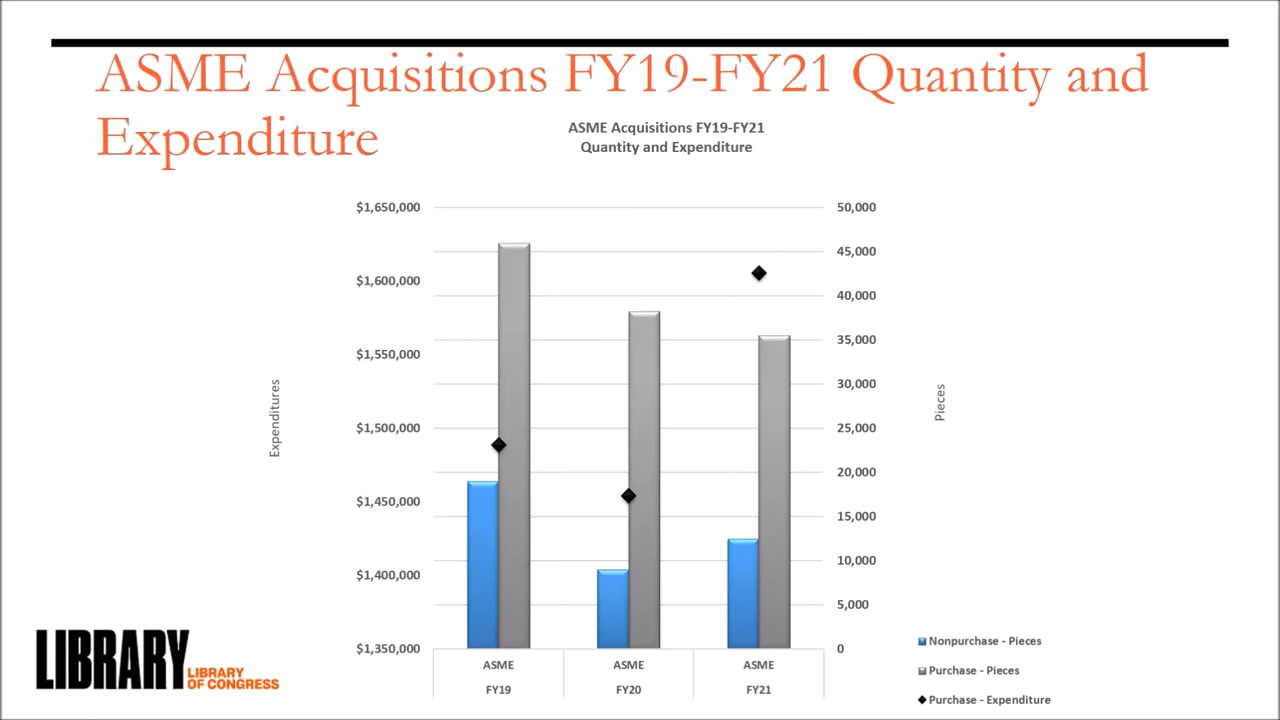 ASME Acquisitions FY19-FY21 Quantity and
Expenditure
ASME Acquisitions FY19-FY21
Quantity and Expenditure
$1,650,000
$1,600,000
$1,550,000
$1,500,000
$1,450,000
$1,400,000
$1,350,000
Expenditures
50,000
45,000
40,000
35,000
30,000
25,000
20,000
15,000
10,000
5,000
0
Pieces
ASME ASME ASME
FY19 FY20 FY21
Nonpurchase - Pieces
Purchase - Pieces
Purchase - Expenditure
LIBRARY
LIBRARY
OF CONGRESS